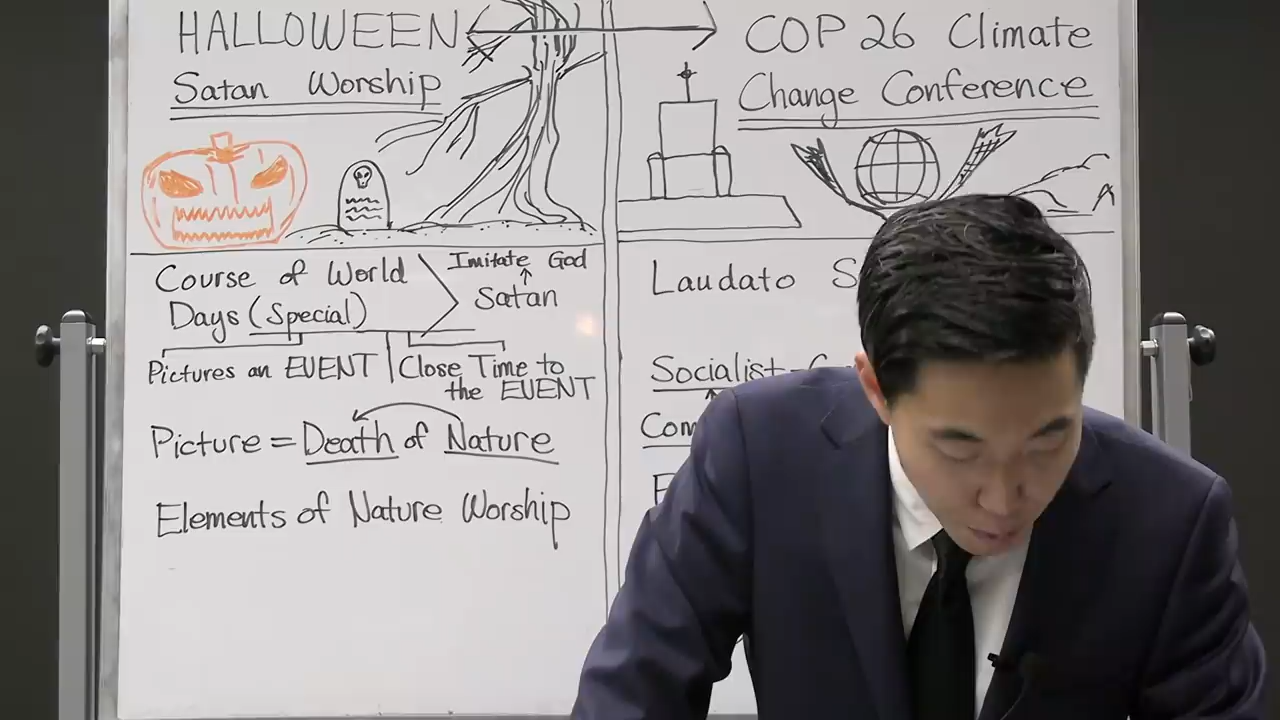 HALLOWEEN
Satan Worship
Course of World
Days (Special)
Imitate God
Satan
Pictures an EVENT
Close Time to
the EVENT
Picture = Death of Nature
Elements of Nature Worship
COP 26 Climate
Change Conference
Laudato
Socialist-